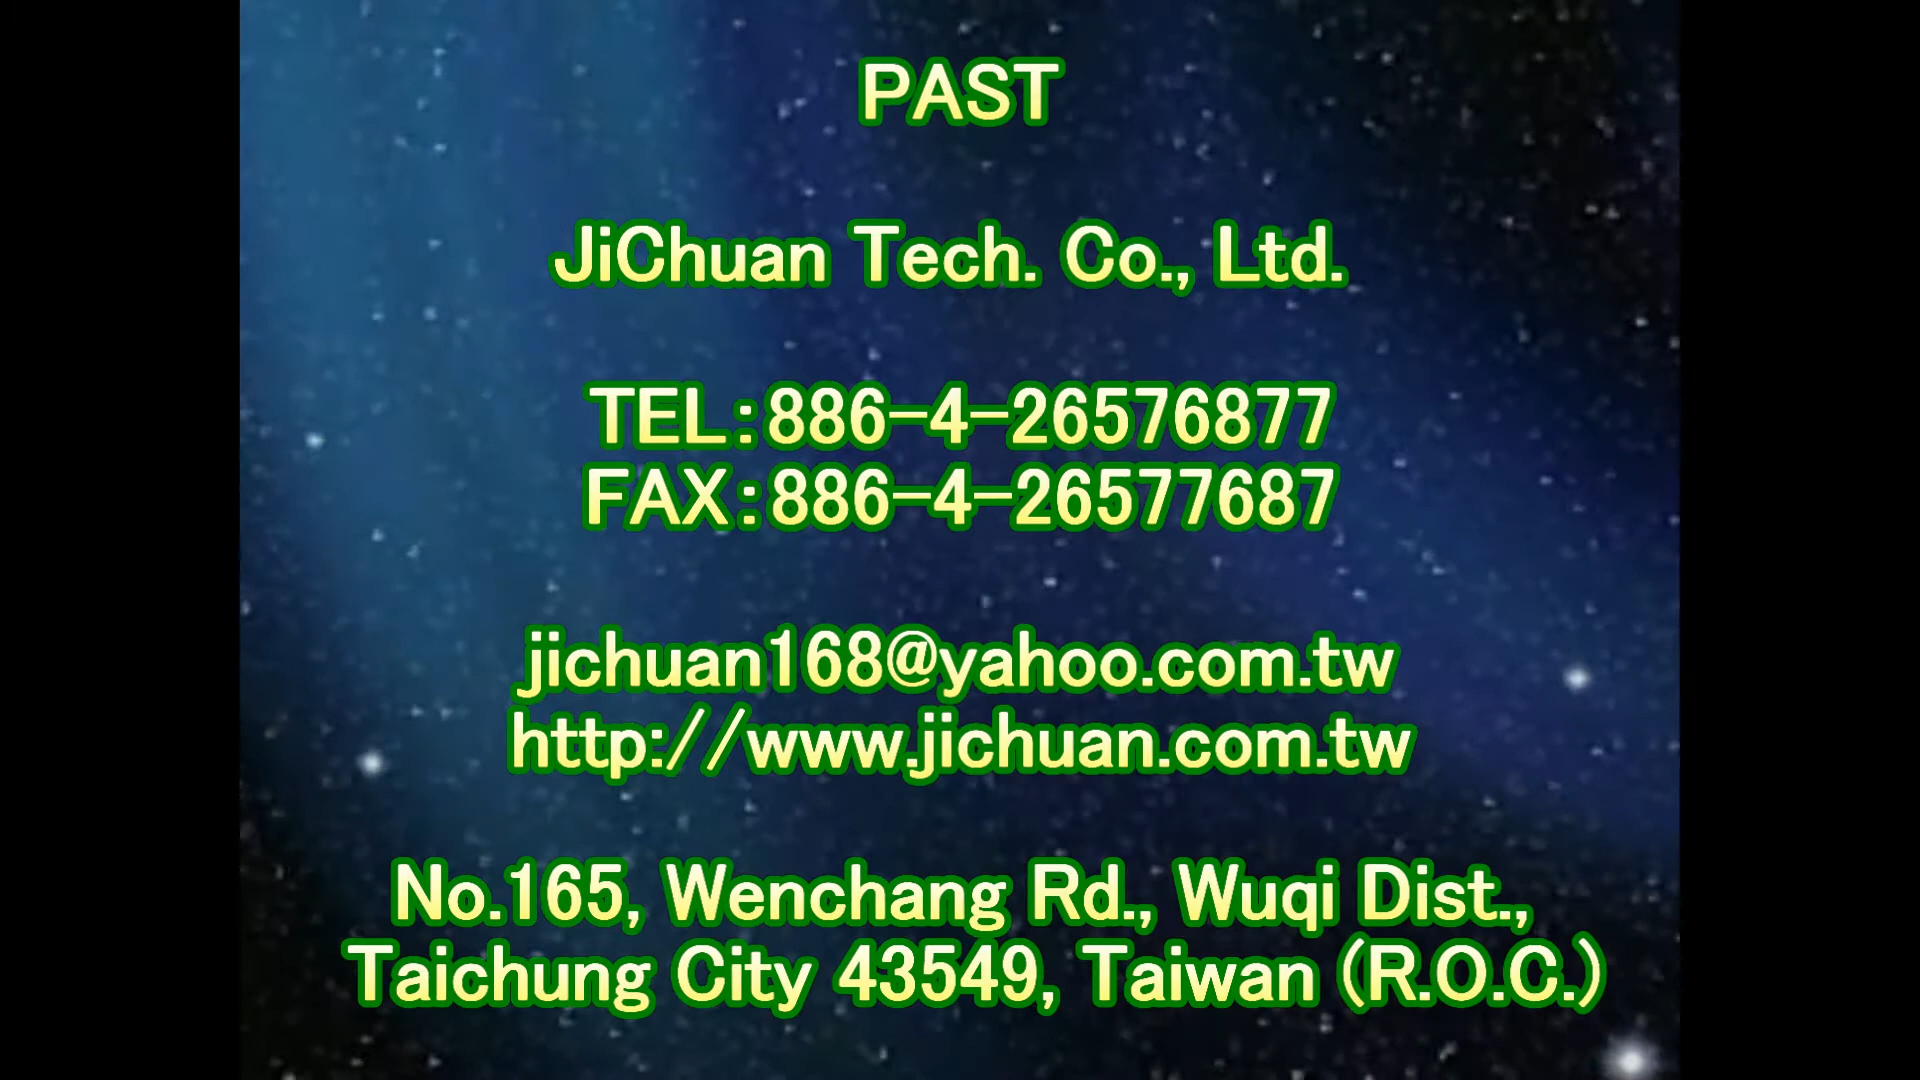 PAST
JiChuan Tech. Co., Ltd.
TEL:886-4-26576877
FAX:886-4-26577687
jichuan168@yahoo.com.tw
http://www.jichuan.com.tw
No.165, Wenchang Rd., Wuqi Dist.,
Taichung City 43549, Taiwan (R.O.C.)